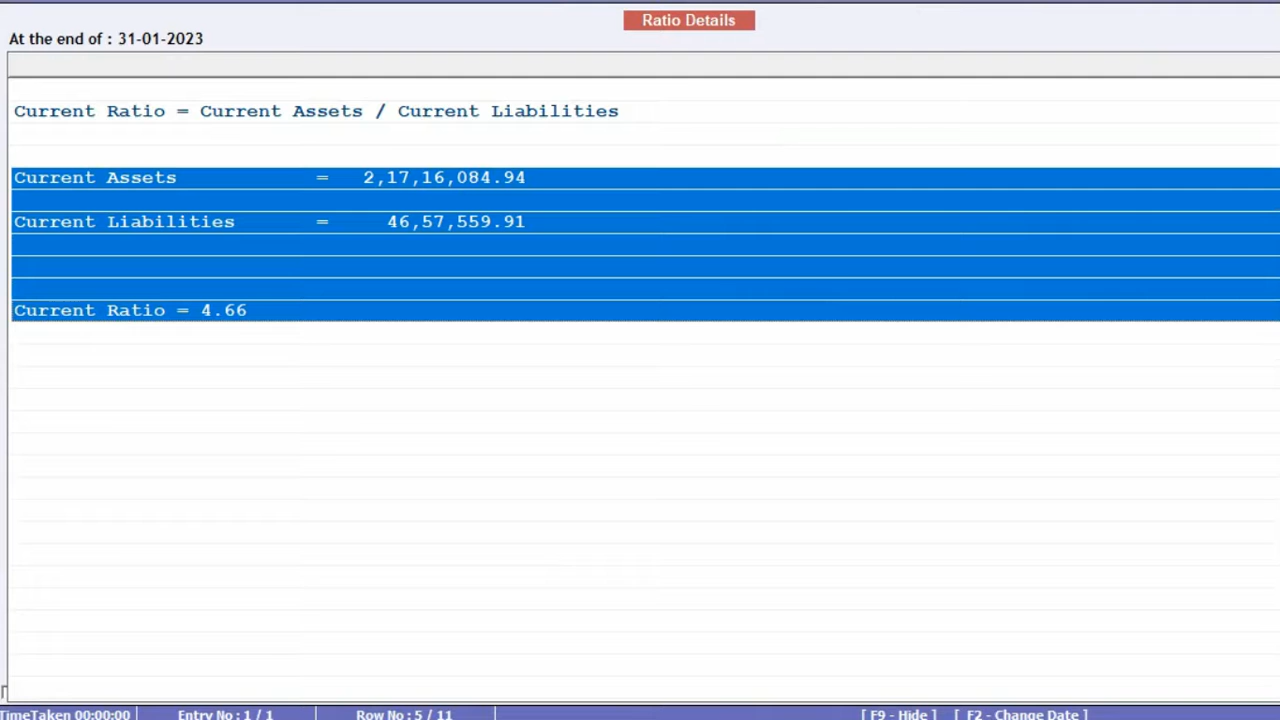 Ratio Details
At the end of : 31-01-2023
Current Ratio = Current Assets / Current Liabilities
Current Assets = 2,17,16,084.94
Current Liabilities = 46,57,559.91
Current Ratio = 4.66
TimeTaken 00:00:00 Entry No : 1 / 1 Row No : 5 / 11 [ F9 - Hide ] [ F2 - Change Date ]